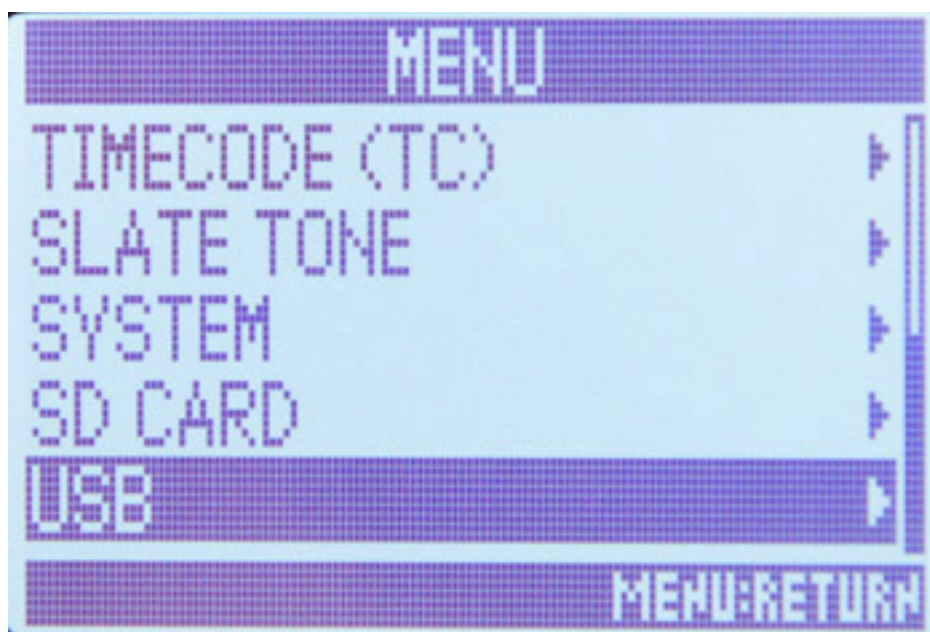 MENU
TIMECODE (TC)
SLATE TONE
SYSTEM
SD CARD
USB
MENU:RETURN